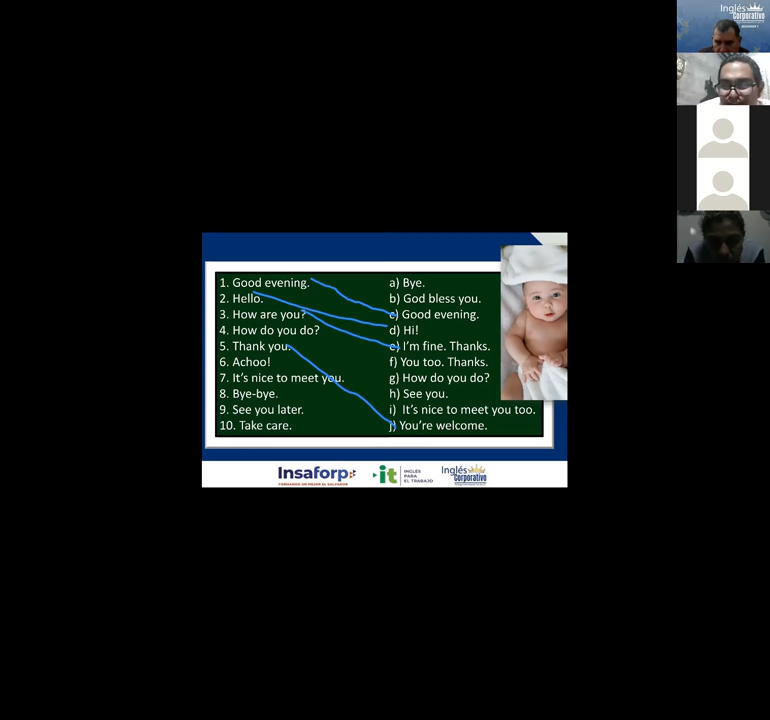 Inglés
Corporativo
1. Good evening.
2. Hello.
3. How are you?
4. How do you do?
5. Thank you.
6. Achoo!
7. It's nice to meet you.
8. Bye-bye.
9. See you later.
10. Take care.
a) Bye.
b) God bless you.
c) Good evening.
d) Hi!
e) I'm fine. Thanks.
f) You too. Thanks.
g) How do you do?
h) See you.
i) It's nice to meet you too.
j) You're welcome.
Insaforp
FORMANDO UN MEJOR EL SALVADOR
it
INGLÉS
PARA
EL TRABAJO
Inglés
Corporativo